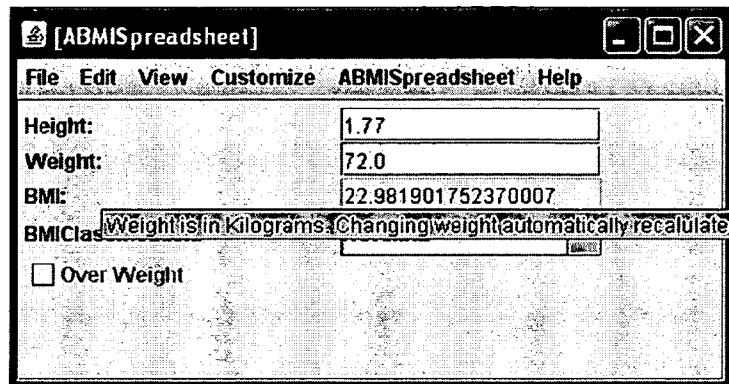 [ABMISpreadsheet]
File Edit View Customize ABMISpreadsheet Help
Height: 1.77
Weight: 72.0
BMI: 22.981901752370007
Weight is in Kilograms. Changing weight automatically recalulate
BMIClas
Over Weight